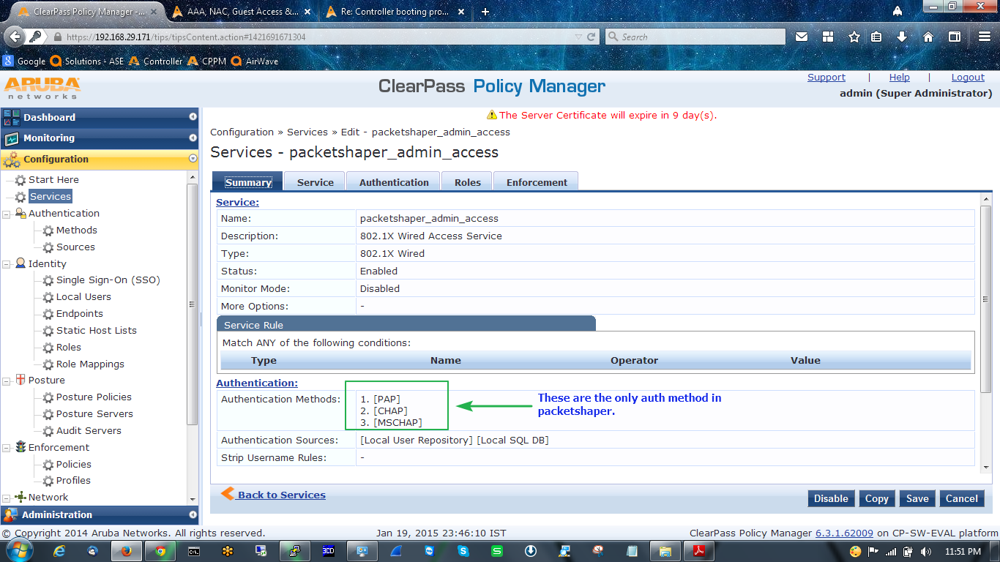 ClearPass Policy Manager -...
AAA, NAC, Guest Access &...
Re: Controller booting pro...
https://192.168.29.171/tips/tipsContent.action#1421691671304
Search
Google
Solutions - ASE
Controller
CPPM
AirWave
ARUBA
networks
ClearPass Policy Manager
Support | Help | Logout
admin (Super Administrator)
Dashboard
Monitoring
Configuration
Start Here
Services
Authentication
Methods
Sources
Identity
Single Sign-On (SSO)
Local Users
Endpoints
Static Host Lists
Roles
Role Mappings
Posture
Posture Policies
Posture Servers
Audit Servers
Enforcement
Policies
Profiles
Network
Administration
The Server Certificate will expire in 9 day(s).
Configuration » Services » Edit - packetshaper_admin_access
Services - packetshaper_admin_access
Summary Service Authentication Roles Enforcement
Service:
Name: packetshaper_admin_access
Description: 802.1X Wired Access Service
Type: 802.1X Wired
Status: Enabled
Monitor Mode: Disabled
More Options: -
Service Rule
Match ANY of the following conditions:
Type Name Operator Value
Authentication:
Authentication Methods:
1. [PAP]
2. [CHAP]
3. [MSCHAP]
These are the only auth method in
packetshaper.
Authentication Sources: [Local User Repository] [Local SQL DB]
Strip Username Rules: -
Back to Services
Disable Copy Save Cancel
© Copyright 2014 Aruba Networks. All rights reserved.
Jan 19, 2015 23:46:10 IST
ClearPass Policy Manager 6.3.1.62009 on CP-SW-EVAL platform
11:51 PM